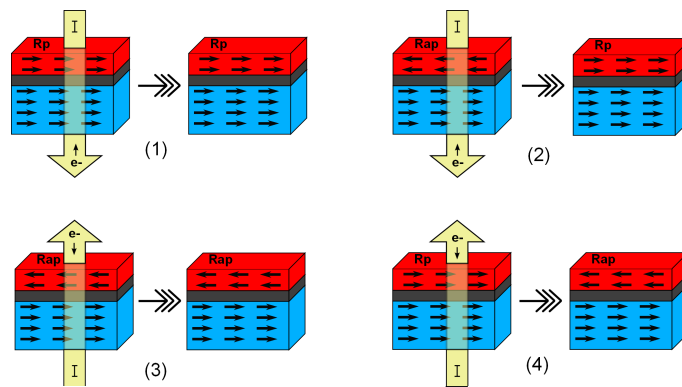 I
I
Rp
Rp
Rap
Rp
e-
(1)
e-
(2)
e-
e-
Rap
Rap
Rp
Rap
I
(3)
I
(4)